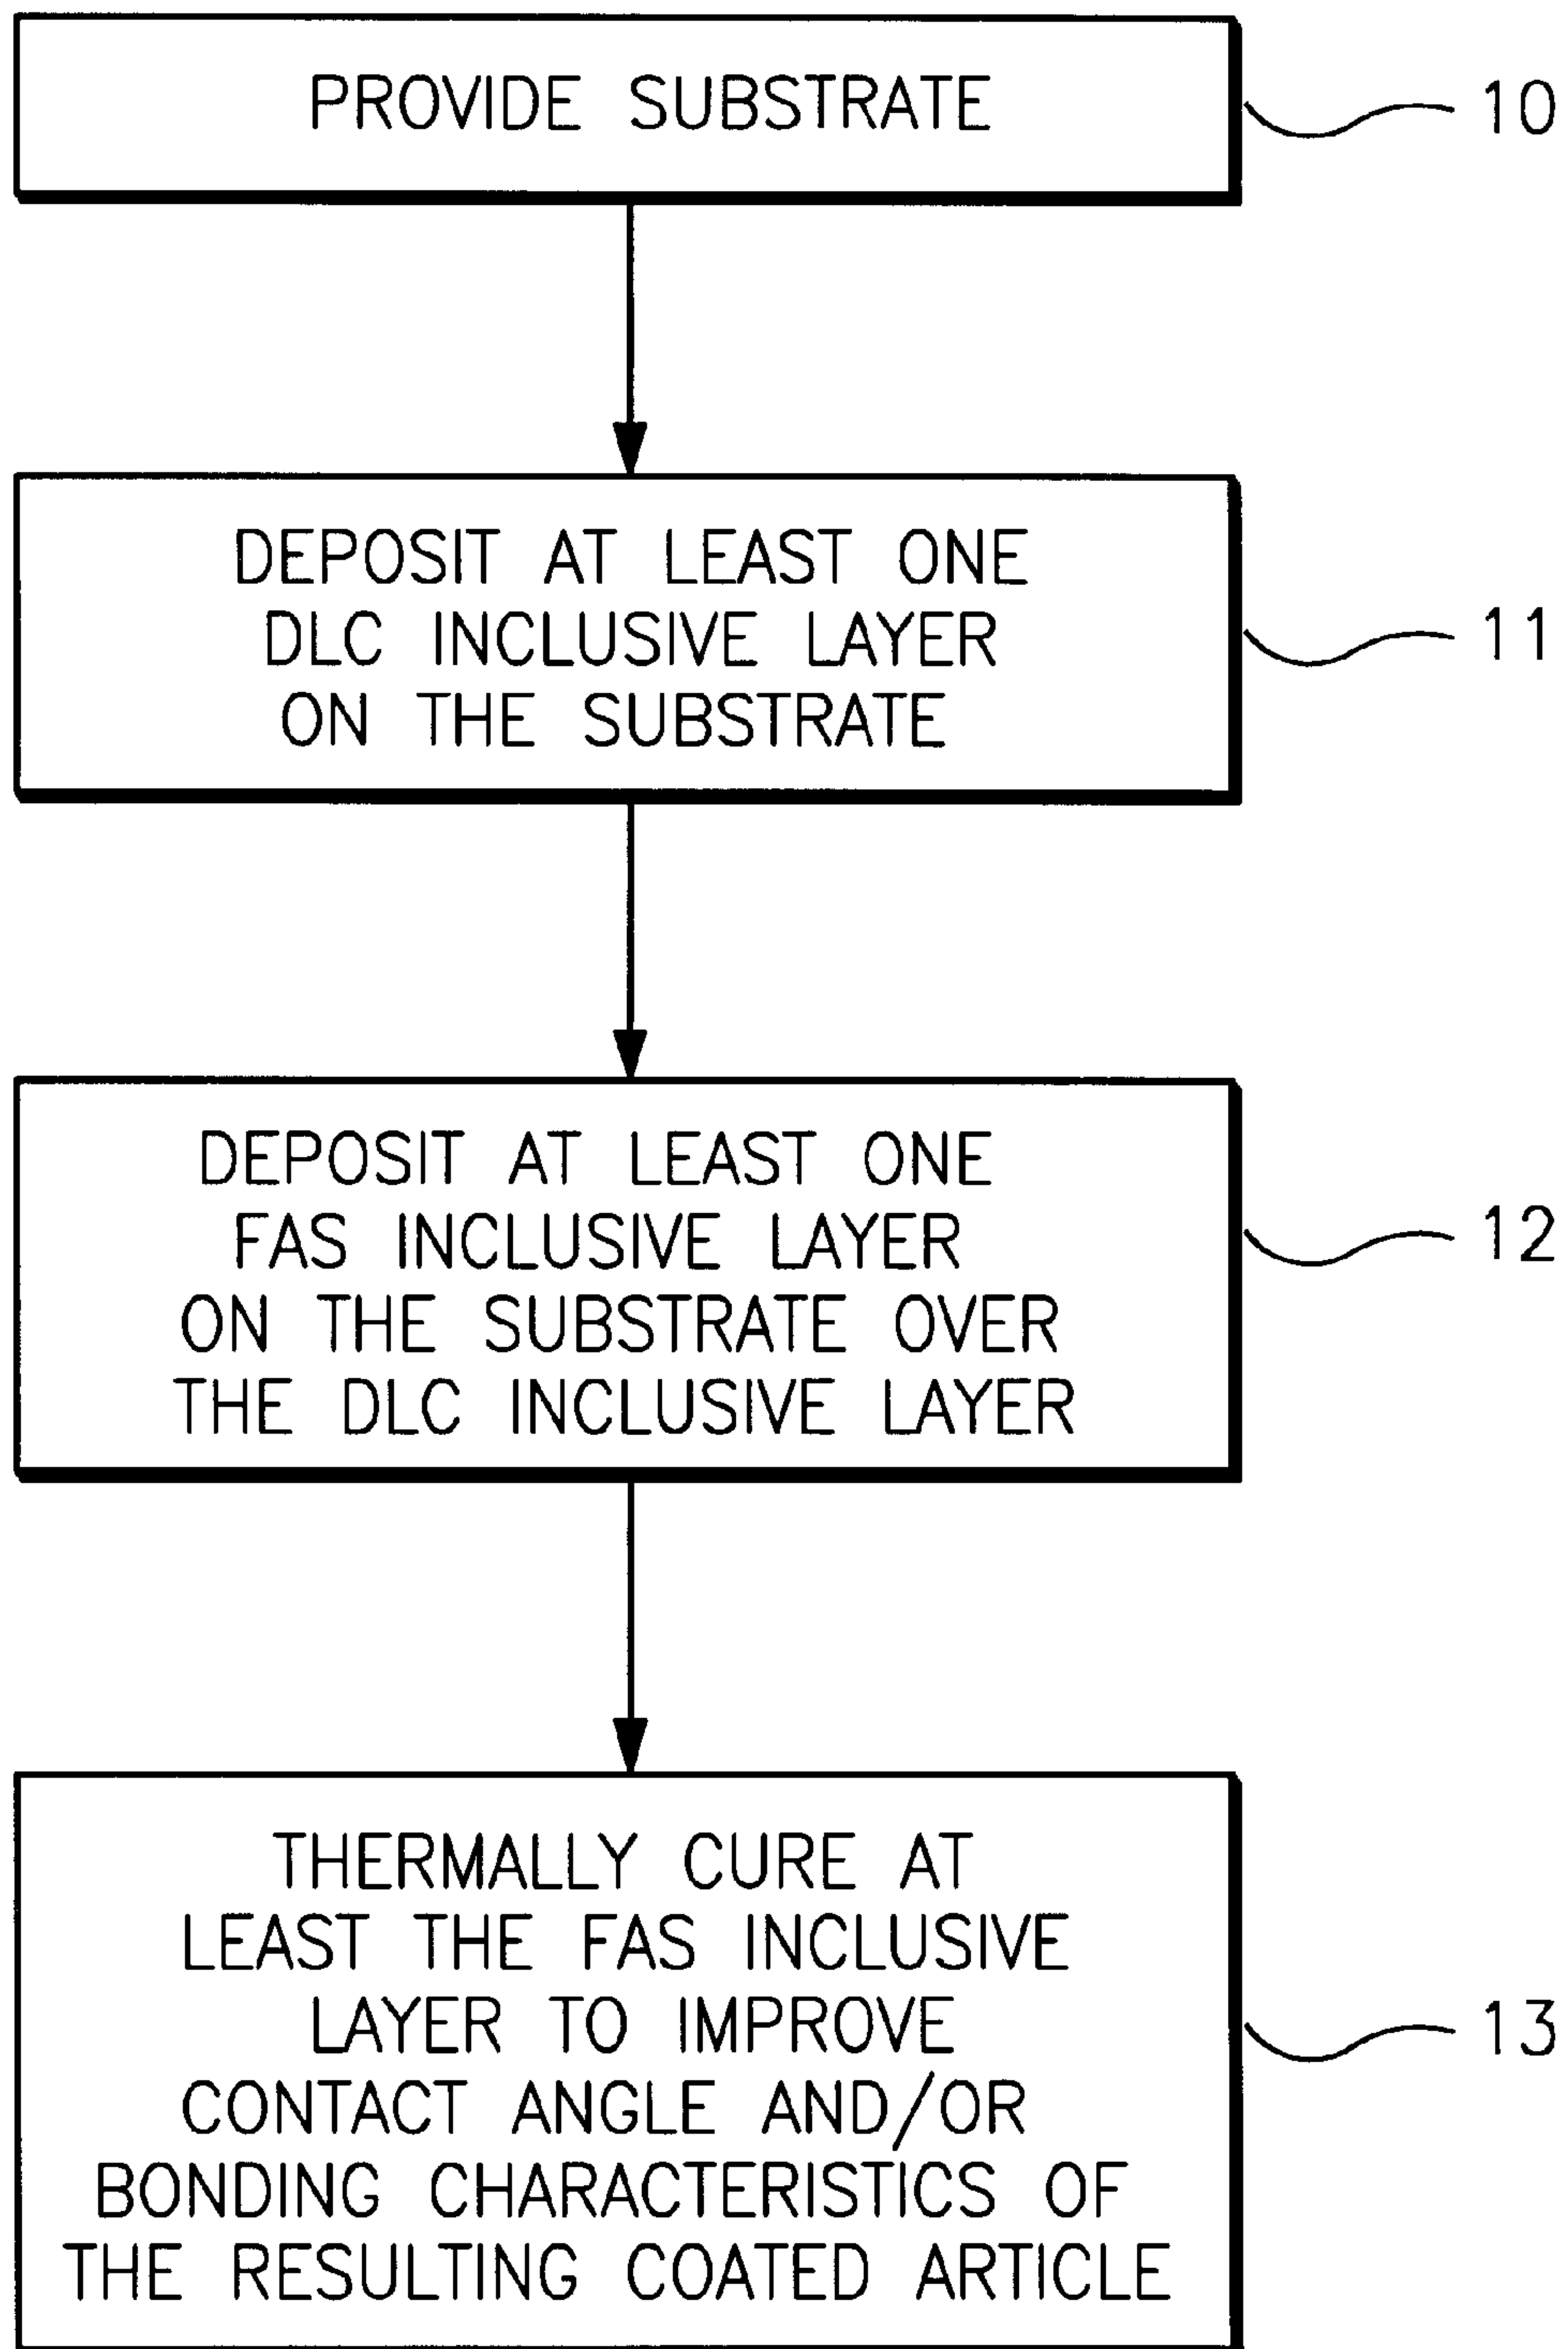 PROVIDE SUBSTRATE
10
DEPOSIT AT LEAST ONE
DLC INCLUSIVE LAYER
ON THE SUBSTRATE
11
DEPOSIT AT LEAST ONE
FAS INCLUSIVE LAYER
ON THE SUBSTRATE OVER
THE DLC INCLUSIVE LAYER
12
THERMALLY CURE AT
LEAST THE FAS INCLUSIVE
LAYER TO IMPROVE
CONTACT ANGLE AND/OR
BONDING CHARACTERISTICS OF
THE RESULTING COATED ARTICLE
13